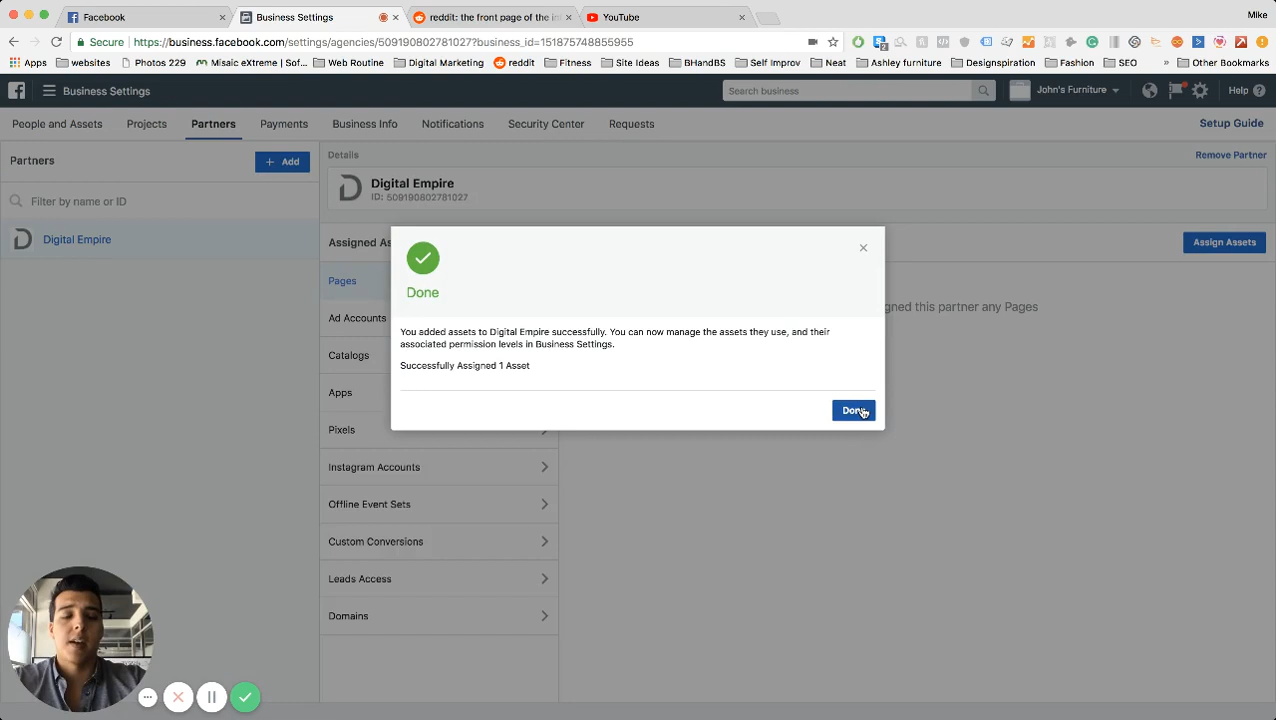 Facebook
Business Settings
reddit: the front page of the in
YouTube
Mike
Secure
https://business.facebook.com/settings/agencies/509190802781027?business_id=151875748855955
Apps
websites
Photos 229
Misaic eXtreme | Sof...
Web Routine
Digital Marketing
reddit
Fitness
Site Ideas
BHandBS
Self Improv
Neat
Ashley furniture
Designspiration
Fashion
SEO
»
Other Bookmarks
Business Settings
Search business
John's Furniture
Help
People and Assets
Projects
Partners
Payments
Business Info
Notifications
Security Center
Requests
Setup Guide
Partners
+ Add
Filter by name or ID
Digital Empire
Details
Remove Partner
Digital Empire
ID: 509190802781027
Assigned As
Assign Assets
Pages
Ad Accounts
Catalogs
Apps
Pixels
Instagram Accounts
Offline Event Sets
Custom Conversions
Leads Access
Domains
gned this partner any Pages
Done
You added assets to Digital Empire successfully. You can now manage the assets they use, and their
associated permission levels in Business Settings.
Successfully Assigned 1 Asset
Done